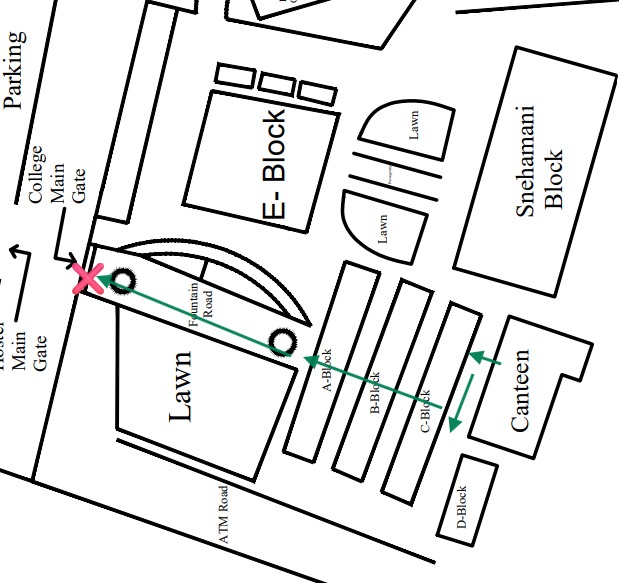 Parking
College
Main
Gate
Main
Gate
E- Block
Lawn
Lawn
Snehamani
Block
Fountain
Road
Lawn
A-Block
B-Block
C-Block
Canteen
D-Block
ATM Road